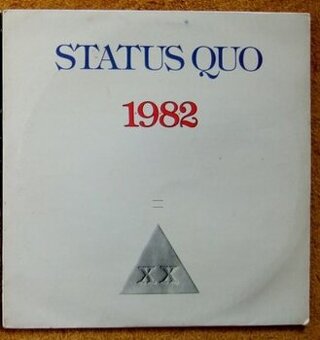 STATUS QUO
1982
=
XX